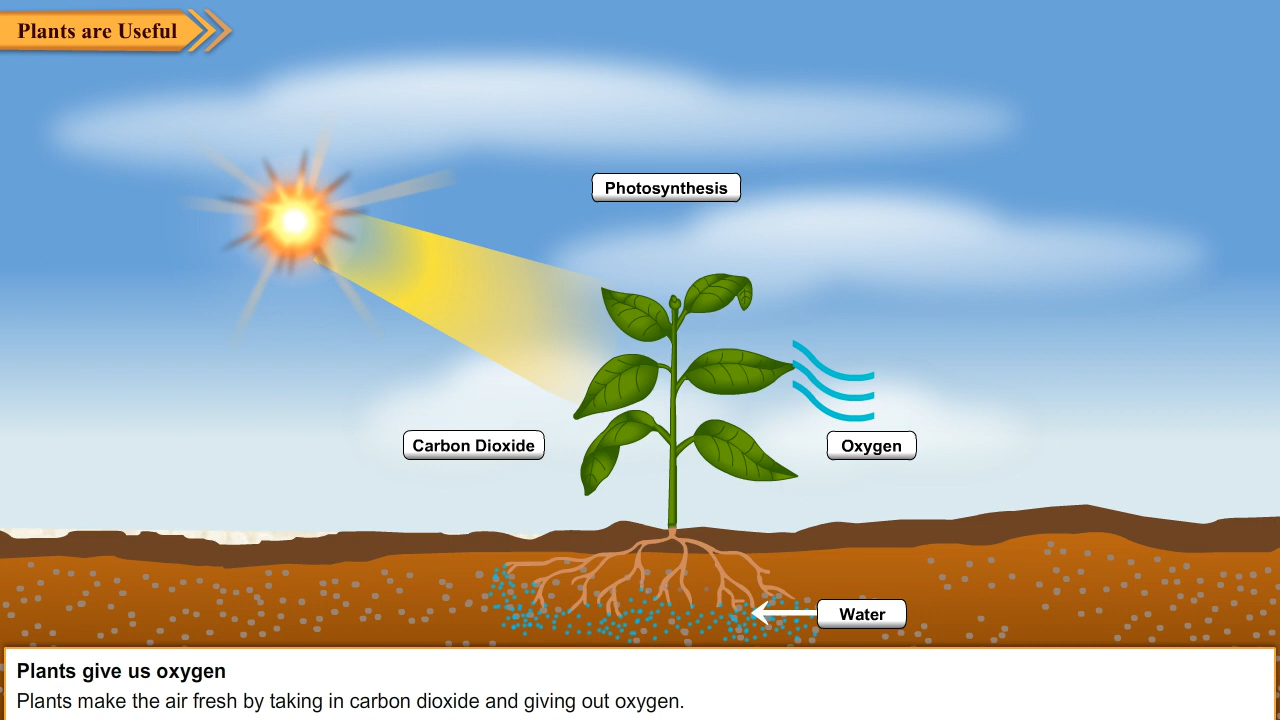 Plants are Useful
Photosynthesis
Carbon Dioxide
Oxygen
Water
Plants give us oxygen
Plants make the air fresh by taking in carbon dioxide and giving out oxygen.